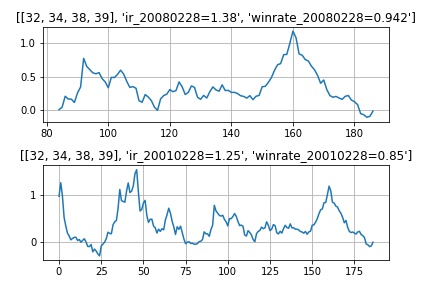 [[32, 34, 38, 39], 'ir_20080228=1.38', 'winrate_20080228=0.942']
1.0
0.5
0.0
80 100 120 140 160 180
[[32, 34, 38, 39], 'ir_20010228=1.25', 'winrate_20010228=0.85']
1
0
0 25 50 75 100 125 150 175